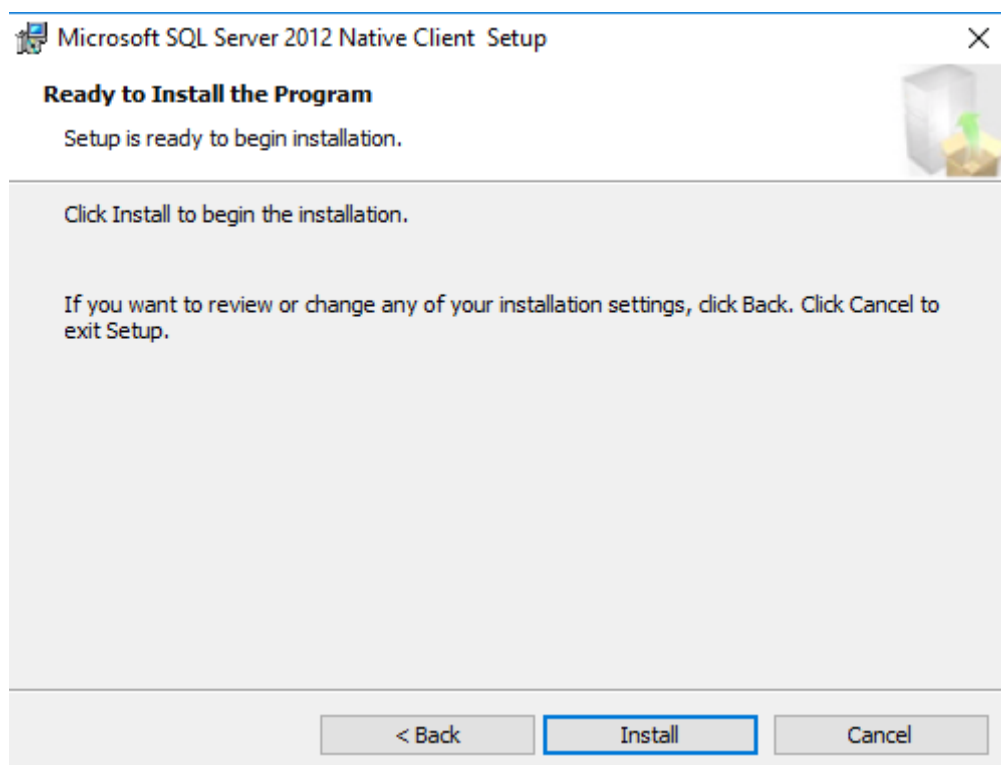 Microsoft SQL Server 2012 Native Client  Setup
Ready to Install the Program
Setup is ready to begin installation.
Click Install to begin the installation.
If you want to review or change any of your installation settings, click Back. Click Cancel to
exit Setup.
< Back
Install
Cancel